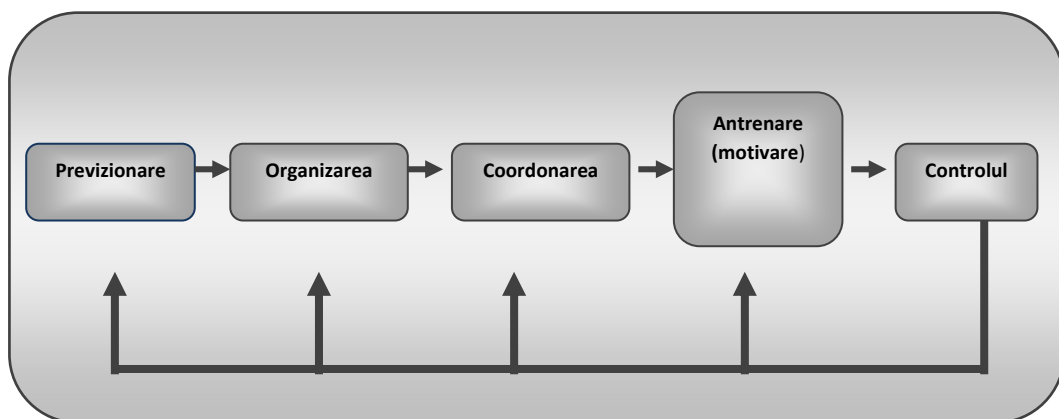 Previzionare
Organizarea
Coordonarea
Antrenare
(motivare)
Controlul